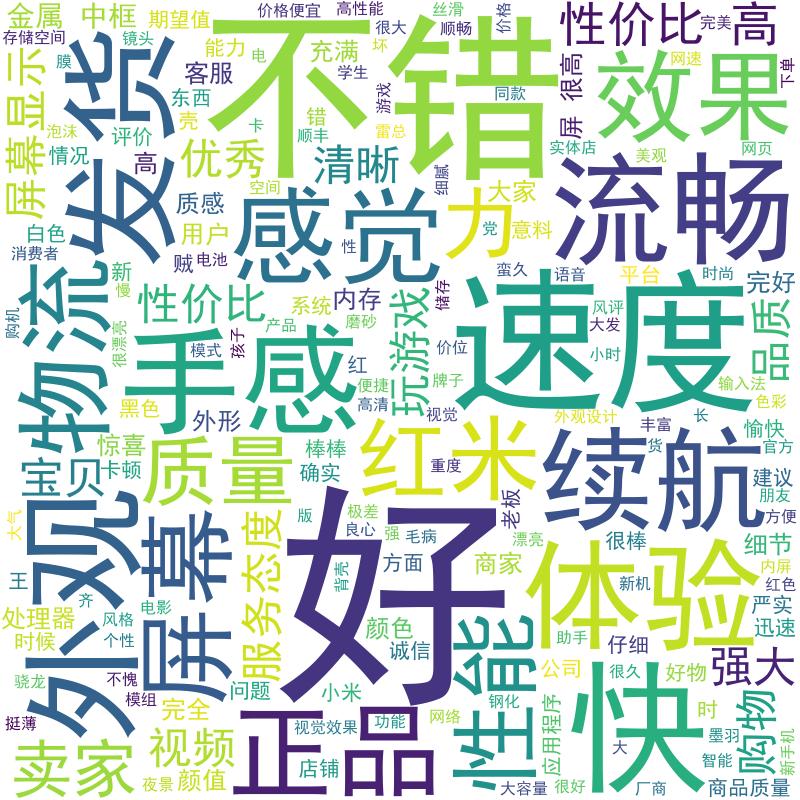 金属
中框
期望值
价格便宜
高性能
丝滑
价格
性价比
完美
高
存储空间
镜头
能力
电
很大
顺畅
不错
发货
膜
客服
充满
坏
学生
同款
屏
很高
效果
网速
下单
屏幕显示
泡沫
评价
壳
东西
卡
错
顺丰
游戏
雷总
实体店
美观
网页
情况
高
优秀
清晰
细腻
空间
大家
流畅
白色
质感
用户
感觉
性
力
党
意料
消费者
新
贼
电池
蛮久
语音
平台
时尚
完好
物流
慢
性价比
系统
内存
玩游戏
储存
速度
风评
大发
品质
购机
很漂亮
产品
磨砂
手感
模式
孩子
红
价位
小时
便捷
牌子
输入法
黑色
外形
高清
视觉
外观设计
丰富
长
色彩
惊喜
卡顿
质量
棒棒
确实
红米
重度
续航
货
愉快
官方
宝贝
老板
建议
朋友
方便
大气
外观
屏幕
服务态度
版
极差
良心
强
毛病
漂亮
很棒
细节
好
方面
商家
体验
内屏
王
齐
电影
背壳
新机
红色
严实
处理器
风格
个性
颜色
诚信
性能
助手
仔细
迅速
时候
骁龙
不愧
模组
问题
小米
公司
很久
好物
强大
挺薄
完全
正品
视觉效果
功能
网络
钢化
应用程序
快
时
墨羽
购物
卖家
视频
店铺
智能
新手机
夜景
颜值
大容量
很好
大
厂商
商品质量